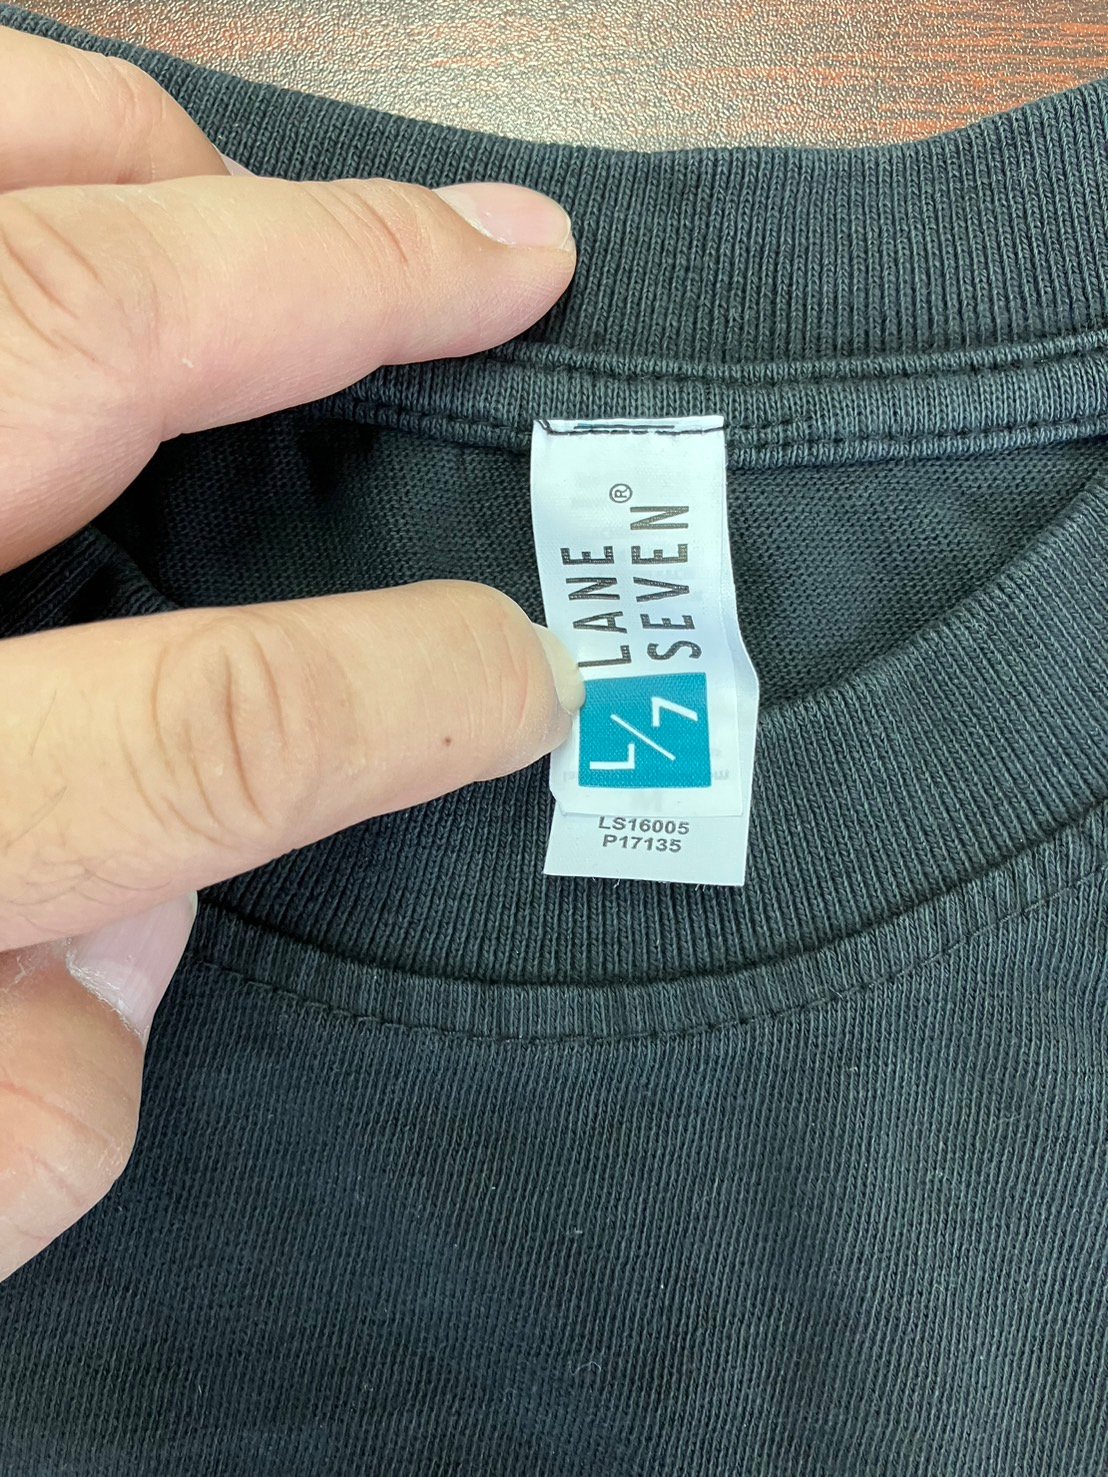 LANE
SEVEN®
L/7
LS16005
P17135